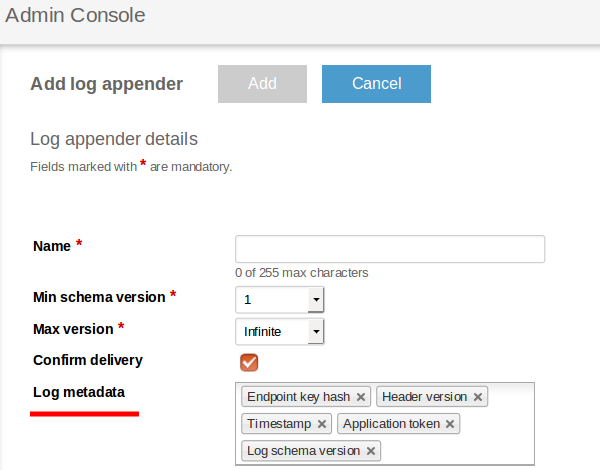 Admin Console
Add log appender Add Cancel
Log appender details
Fields marked with * are mandatory.
Name *
0 of 255 max characters
Min schema version * 1
Max version * Infinite
Confirm delivery
Log metadata Endpoint key hash × Header version ×
Timestamp × Application token ×
Log schema version ×